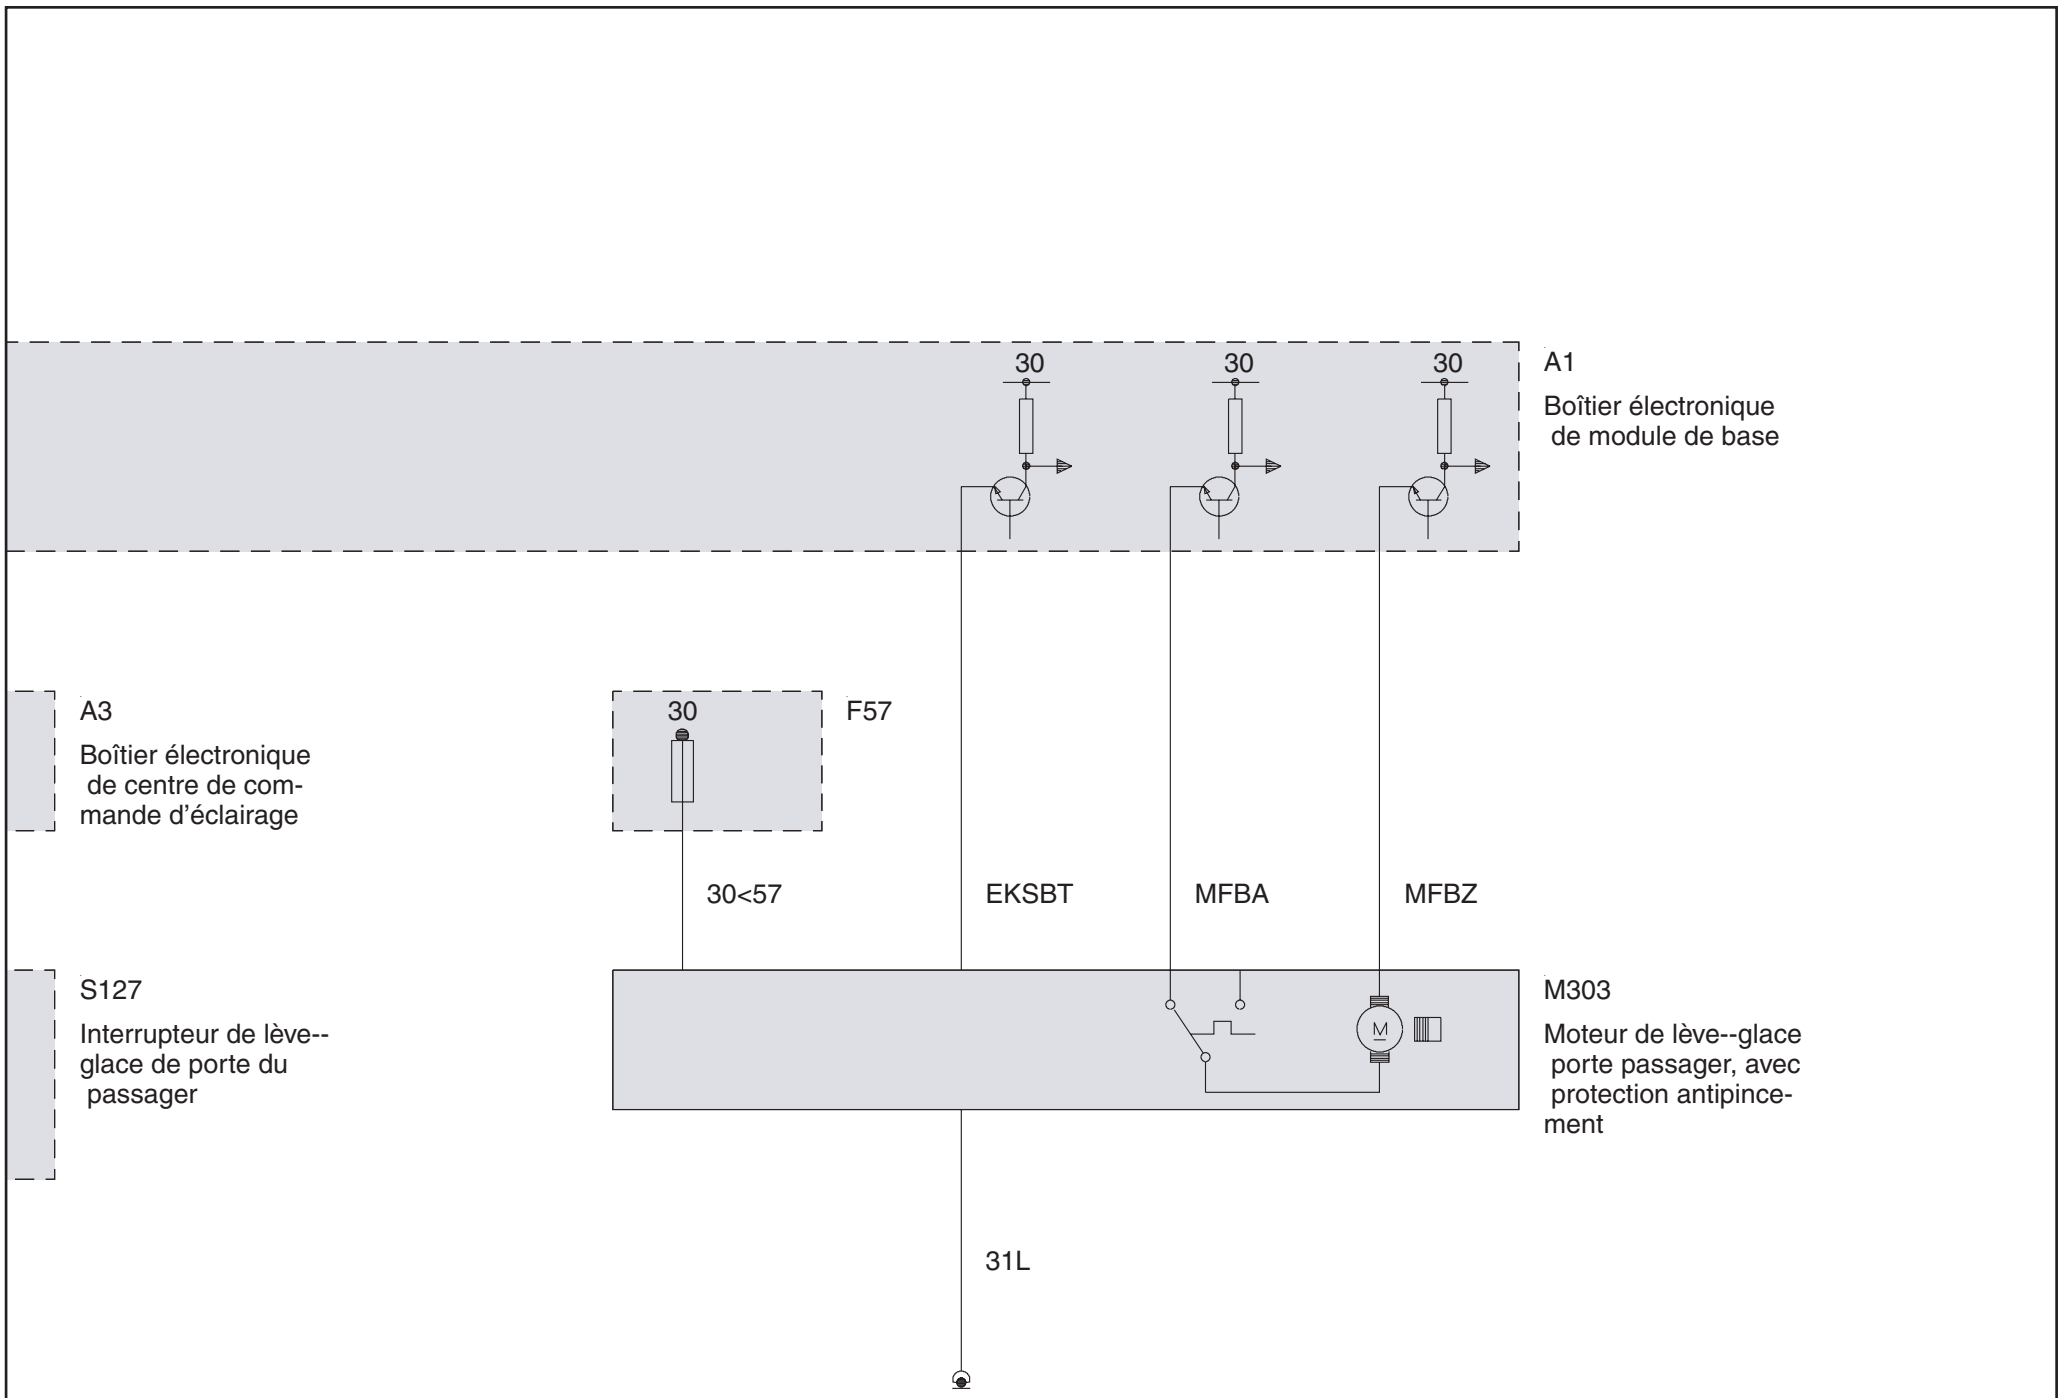 30
30
30
A1
Boîtier électronique
de module de base
A3
Boîtier électronique
de centre de com-
mande d'éclairage
30
F57
30<57
EKSBT
MFBA
MFBZ
S127
Interrupteur de lève--
glace de porte du
passager
M
M303
Moteur de lève--glace
porte passager, avec
protection antipince-
ment
31L